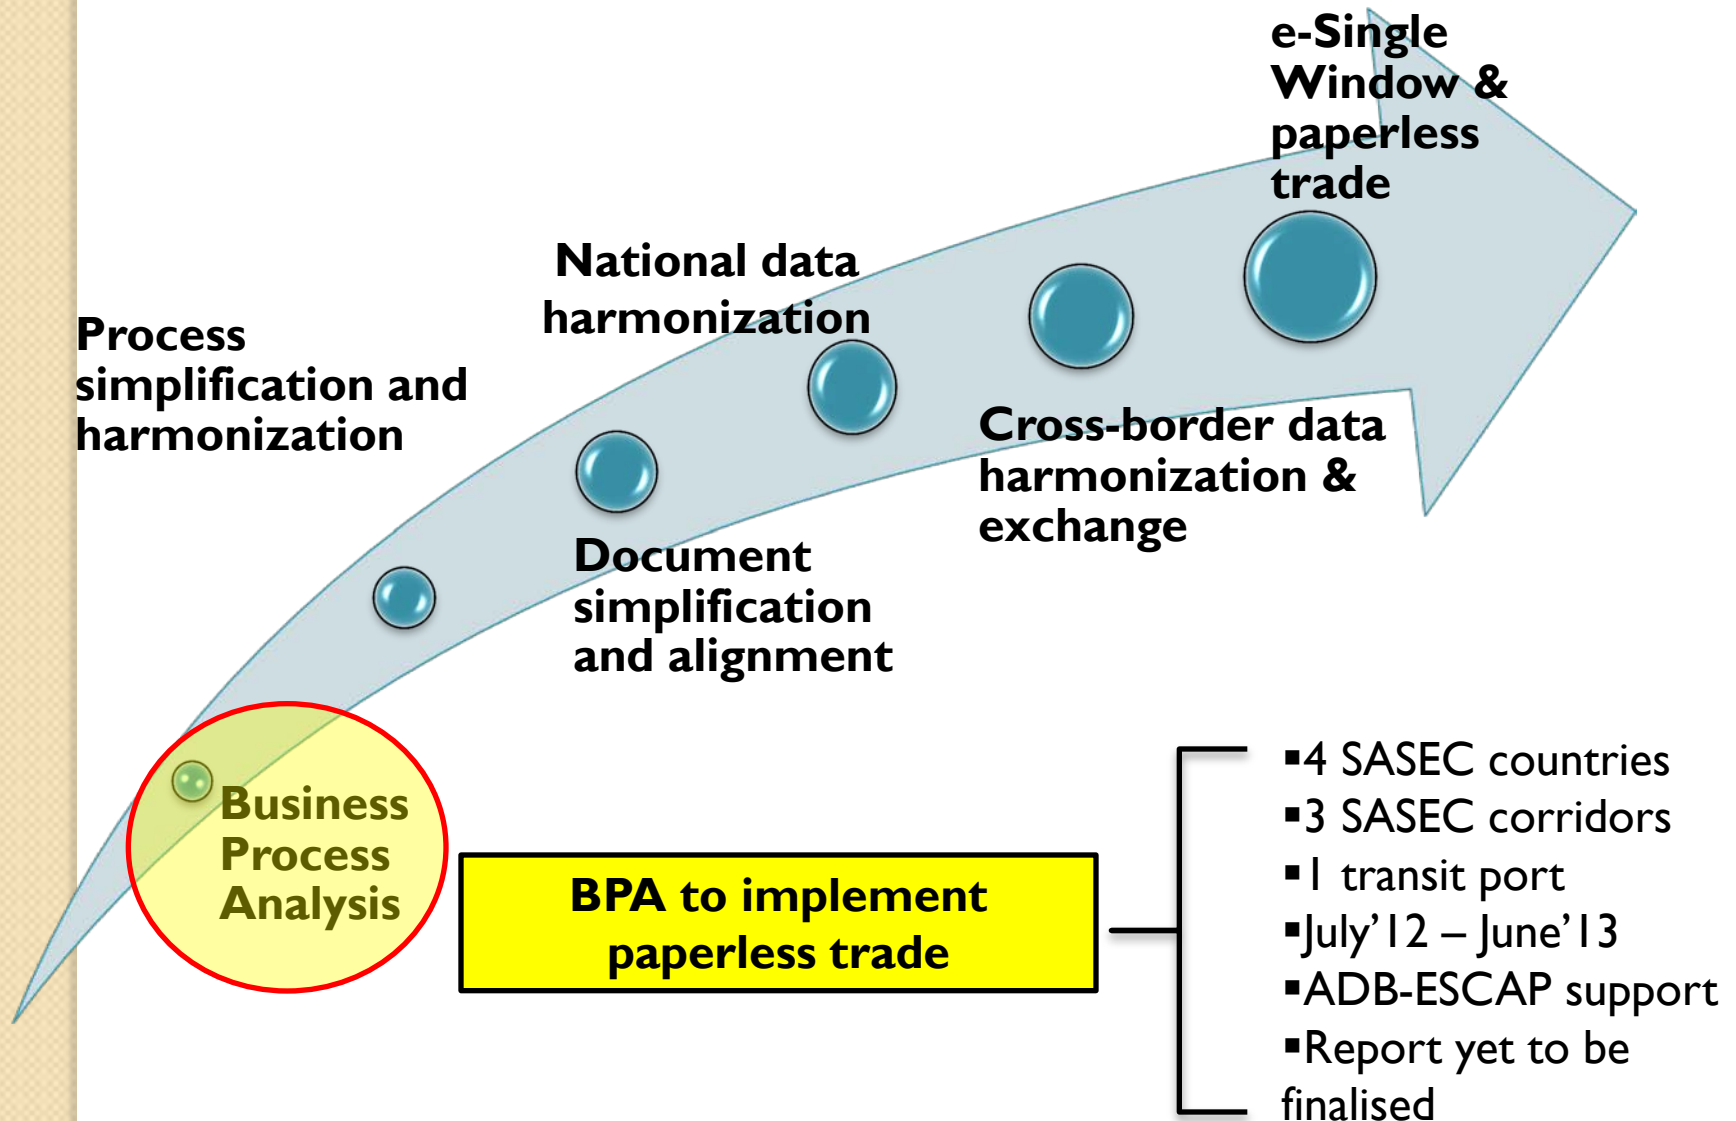 e-Single
Window &
paperless
trade
National data
harmonization
Process
simplification and
harmonization
Cross-border data
harmonization &
exchange
Document
simplification
and alignment
Business
Process
Analysis
BPA to implement
paperless trade
▪4 SASEC countries
▪3 SASEC corridors
▪1 transit port
▪July’12 – June’13
▪ADB-ESCAP support
▪Report yet to be
finalised